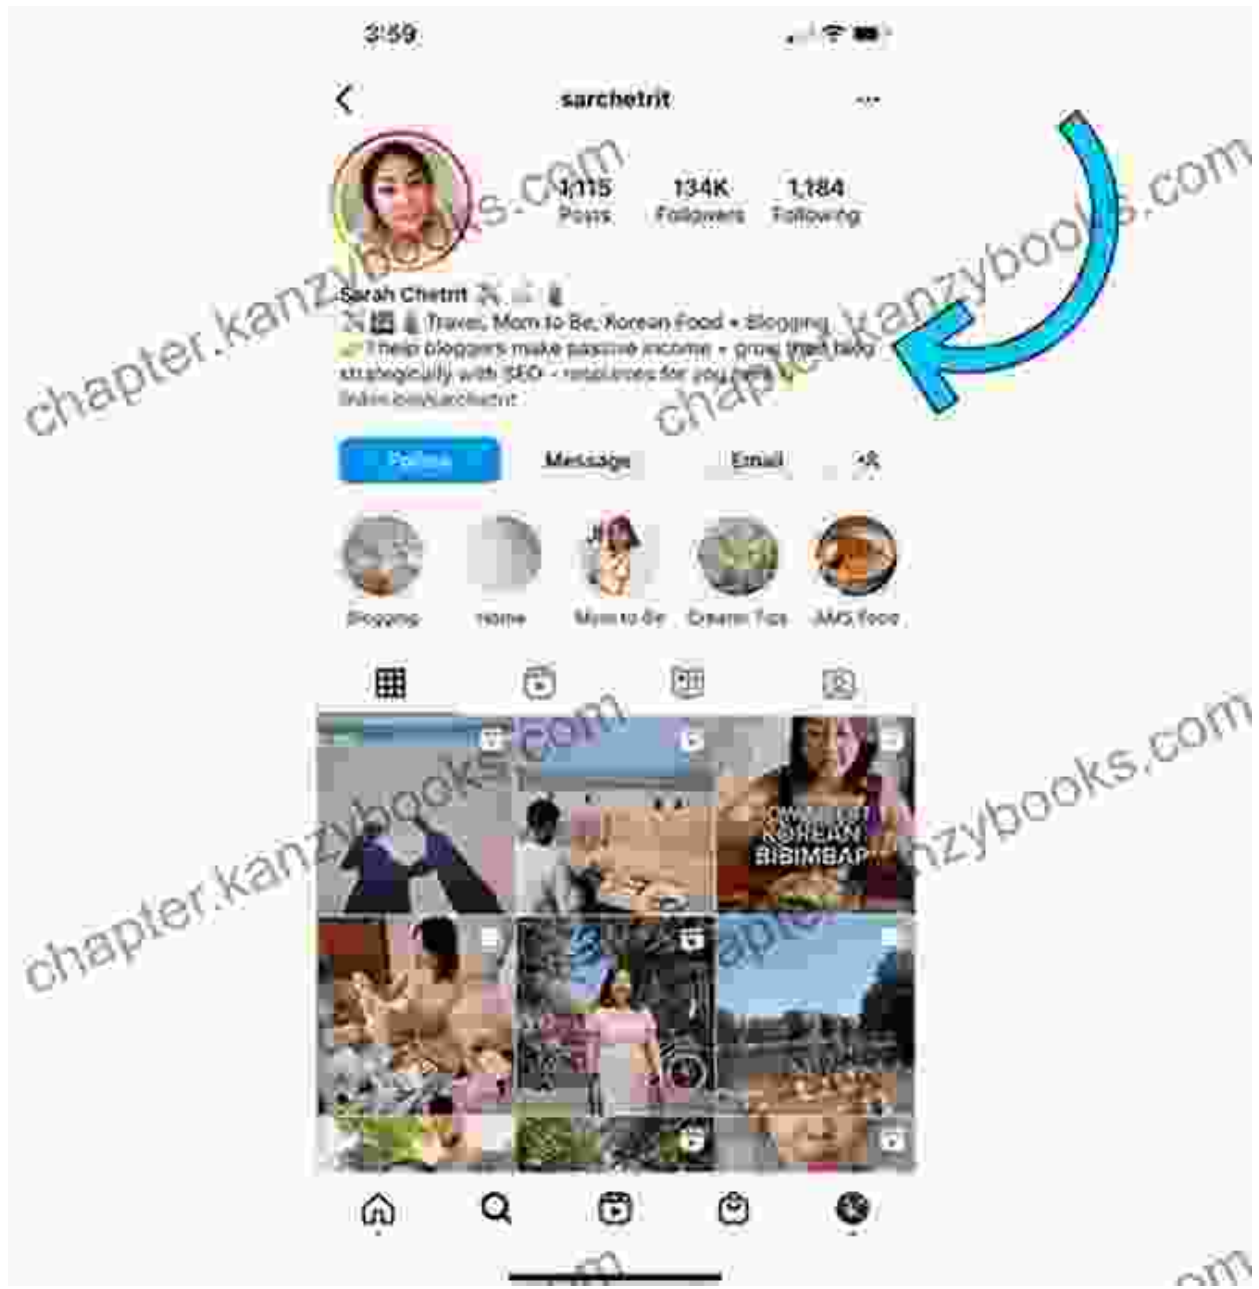 3:59
sarchetrit
1,115
134K
1,184
Posts
Followers
Following
Sarah Chetrit
Travel, Mom to Be, Korean Food + Blogging
I help bloggers make passive income + grow their blog
strategically with SEO - resources for you
Follow
Message
Email
Blogging
Home
Mom to Be
Creator Tips
JAWS Food
KOREAN
BIBIMBAP
chapter.kanzybooks.com
chapter.kanzybooks.com
chapter.kanzybooks.com